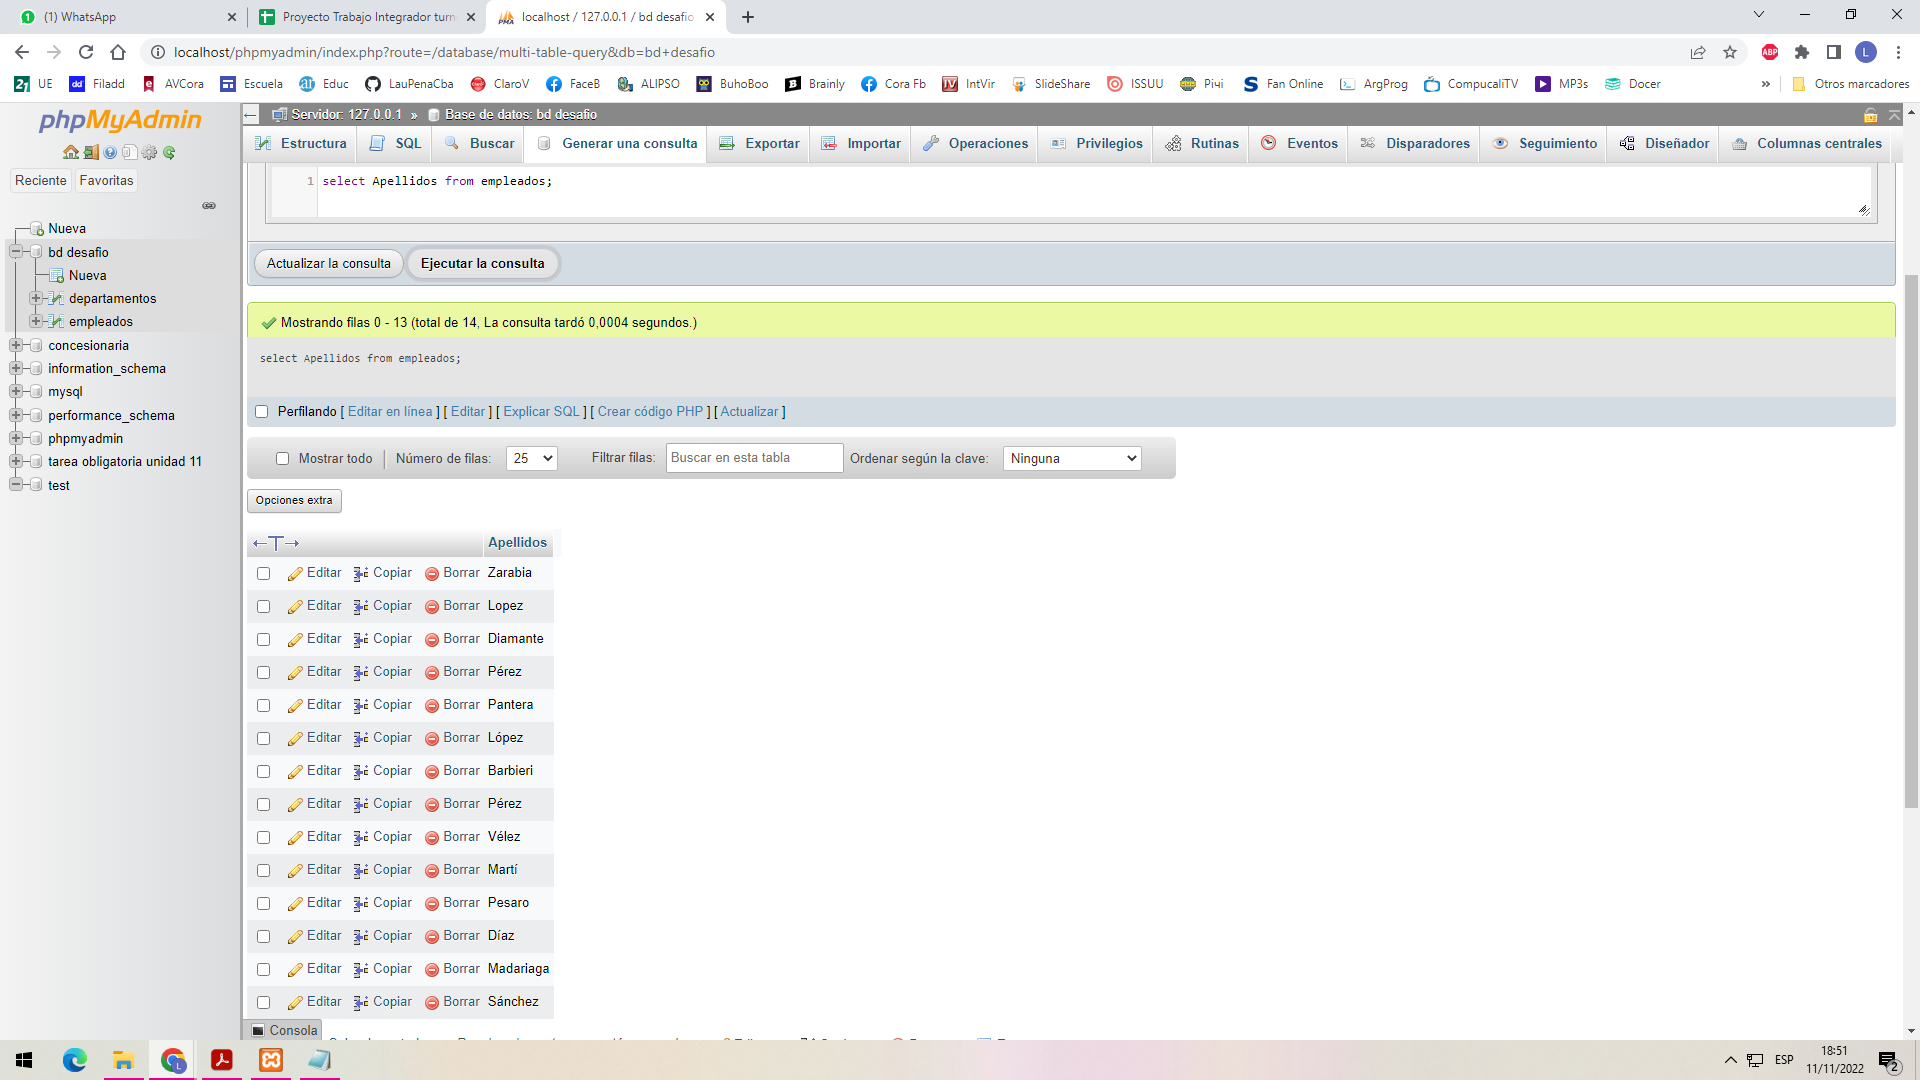 (1) WhatsApp
Proyecto Trabajo Integrador turn
localhost / 127.0.0.1 / bd desafio
localhost/phpmyadmin/index.php?route=/database/multi-table-query&db=bd+desafio
UE Filadd AVCora Escuela Educ LauPenaCba ClaroV FaceB ALIPSO BuhoBoo Brainly Cora Fb IntVir SlideShare ISSUU Piui Fan Online ArgProg CompucaliTV MP3s Docer » Otros marcadores
phpMyAdmin
Reciente Favoritas
Nueva
bd desafio
Nueva
departamentos
empleados
concesionaria
information_schema
mysql
performance_schema
phpmyadmin
tarea obligatoria unidad 11
test
Servidor: 127.0.0.1 » Base de datos: bd desafio
Estructura SQL Buscar Generar una consulta Exportar Importar Operaciones Privilegios Rutinas Eventos Disparadores Seguimiento Diseñador Columnas centrales
1 select Apellidos from empleados;
Actualizar la consulta Ejecutar la consulta
Mostrando filas 0 - 13 (total de 14, La consulta tardó 0,0004 segundos.)
select Apellidos from empleados;
Perfilando [ Editar en línea ] [ Editar ] [ Explicar SQL ] [ Crear código PHP ] [ Actualizar ]
Mostrar todo Número de filas: 25 Filtrar filas: Buscar en esta tabla Ordenar según la clave: Ninguna
Opciones extra
←T→ Apellidos
Editar Copiar Borrar Zarabia
Editar Copiar Borrar Lopez
Editar Copiar Borrar Diamante
Editar Copiar Borrar Pérez
Editar Copiar Borrar Pantera
Editar Copiar Borrar López
Editar Copiar Borrar Barbieri
Editar Copiar Borrar Pérez
Editar Copiar Borrar Vélez
Editar Copiar Borrar Martí
Editar Copiar Borrar Pesaro
Editar Copiar Borrar Díaz
Editar Copiar Borrar Madariaga
Editar Copiar Borrar Sánchez
Consola
ESP
18:51
11/11/2022
2